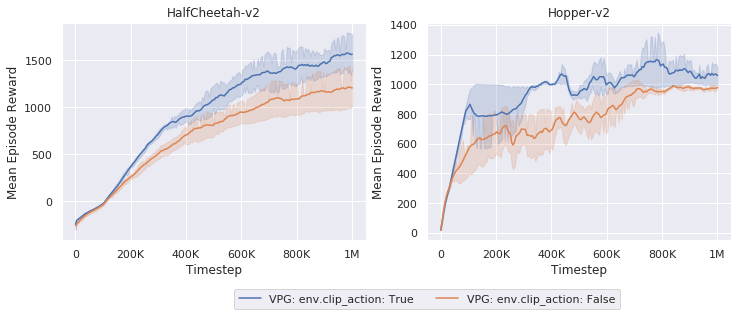 HalfCheetah-v2
Mean Episode Reward
1500
1000
500
0
0 200K 400K 600K 800K 1M
Timestep
Hopper-v2
Mean Episode Reward
1400
1200
1000
800
600
400
200
0
0 200K 400K 600K 800K 1M
Timestep
VPG: env.clip_action: True VPG: env.clip_action: False